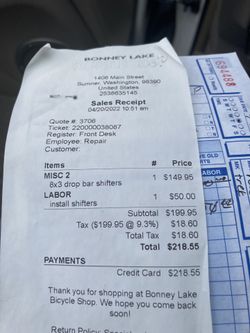 BONNEY LAKE
1406 Main Street
Sumner, Washington, 98390
United States
2538635145
Sales Receipt
04/20/2022 10:51 am
Quote #: 3706
Ticket: 220000038067
Register: Front Desk
Employee: Repair
Customer:
Items # Price
MISC 2 1 $149.95
8x3 drop bar shifters
LABOR 1 $50.00
install shifters
Subtotal $199.95
Tax ($199.95 @ 9.3%) $18.60
Total Tax $18.60
Total $218.55
PAYMENTS
Credit Card $218.55
Thank you for shopping at Bonney Lake
Bicycle Shop. We hope you come back
soon!
Return Policy: Special
OLD
LABOR